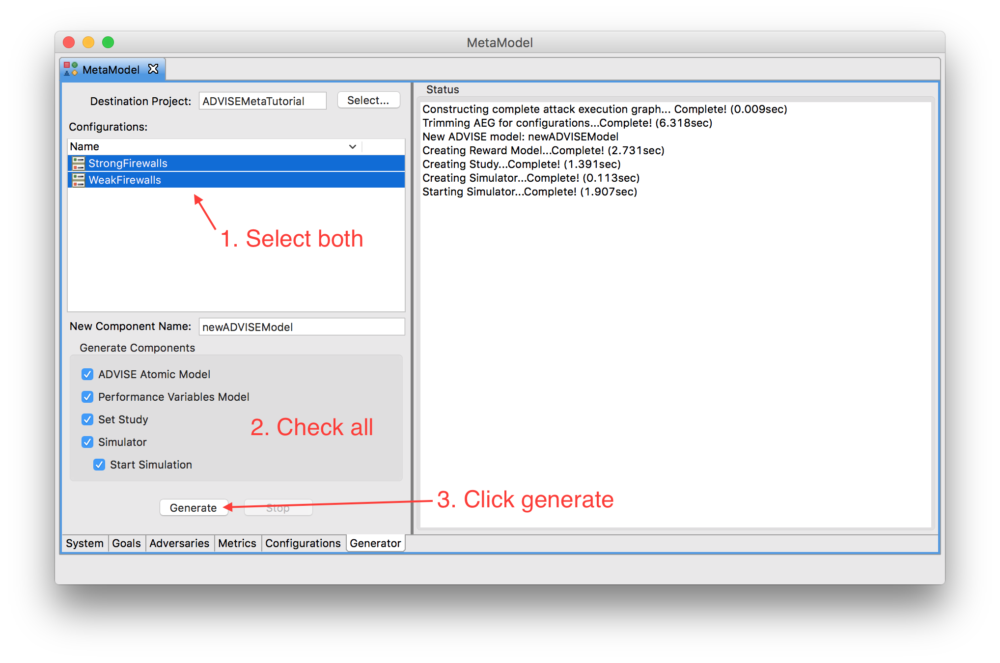 MetaModel
MetaModel
Destination Project: ADVISEMetaTutorial Select...
Configurations:
Name
StrongFirewalls
WeakFirewalls
1. Select both
New Component Name: newADVISEModel
Generate Components
ADVISE Atomic Model
Performance Variables Model
Set Study
Simulator
Start Simulation
2. Check all
Generate Stop
3. Click generate
System Goals Adversaries Metrics Configurations Generator
Status
Constructing complete attack execution graph... Complete! (0.009sec)
Trimming AEG for configurations...Complete! (6.318sec)
New ADVISE model: newADVISEModel
Creating Reward Model...Complete! (2.731sec)
Creating Study...Complete! (1.391sec)
Creating Simulator...Complete! (0.113sec)
Starting Simulator...Complete! (1.907sec)